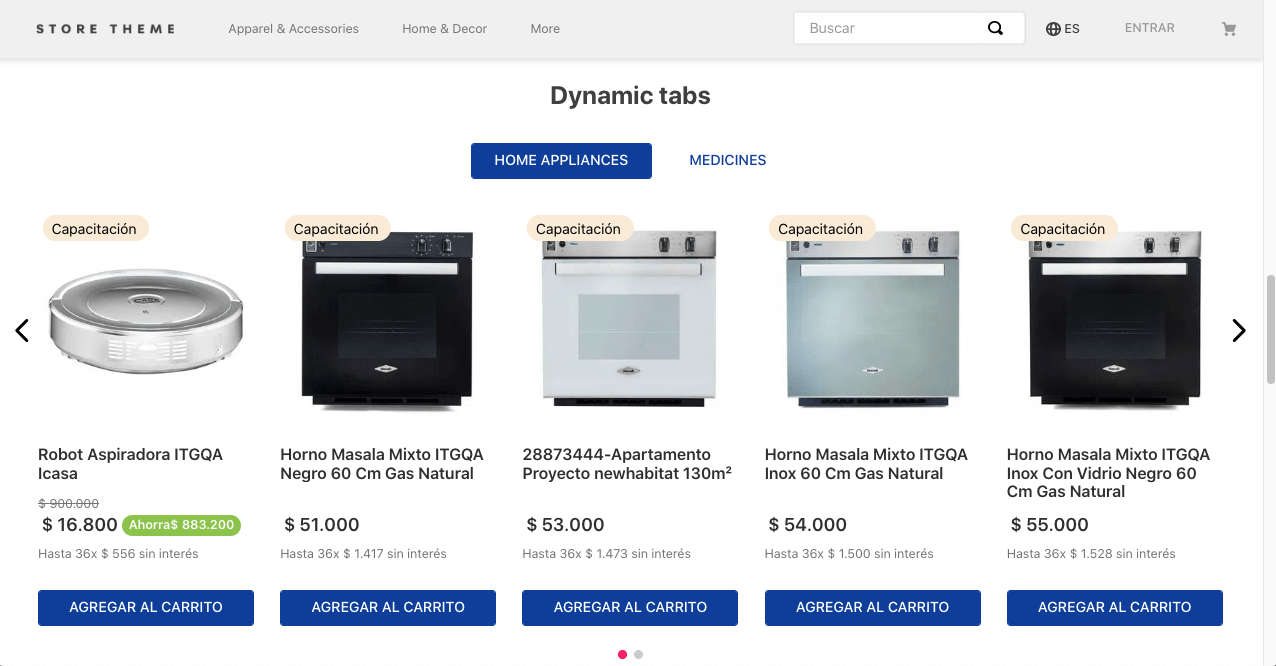 STORE THEME
Apparel & Accessories
Home & Decor
More
Buscar
ES
ENTRAR
Dynamic tabs
HOME APPLIANCES
MEDICINES
Capacitación
Capacitación
Capacitación
Capacitación
Capacitación
Robot Aspiradora ITGQA
Icasa
$ 900.000
$ 16.800 Ahorra$ 883.200
Hasta 36x $ 556 sin interés
AGREGAR AL CARRITO
Horno Masala Mixto ITGQA
Negro 60 Cm Gas Natural
$ 51.000
Hasta 36x $ 1.417 sin interés
AGREGAR AL CARRITO
28873444-Apartamento
Proyecto newhabitat 130m²
$ 53.000
Hasta 36x $ 1.473 sin interés
AGREGAR AL CARRITO
Horno Masala Mixto ITGQA
Inox 60 Cm Gas Natural
$ 54.000
Hasta 36x $ 1.500 sin interés
AGREGAR AL CARRITO
Horno Masala Mixto ITGQA
Inox Con Vidrio Negro 60
Cm Gas Natural
$ 55.000
Hasta 36x $ 1.528 sin interés
AGREGAR AL CARRITO